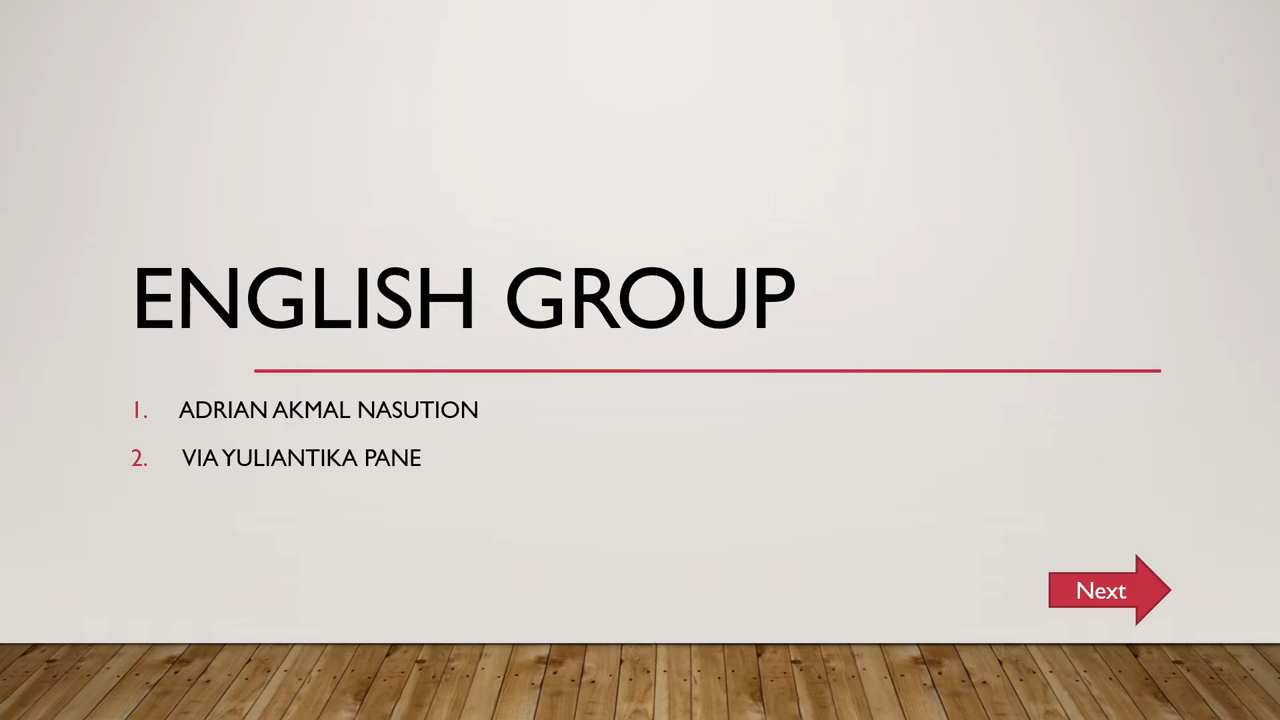 ENGLISH GROUP
1. ADRIAN AKMAL NASUTION
2. VIA YULIANTIKA PANE
Next